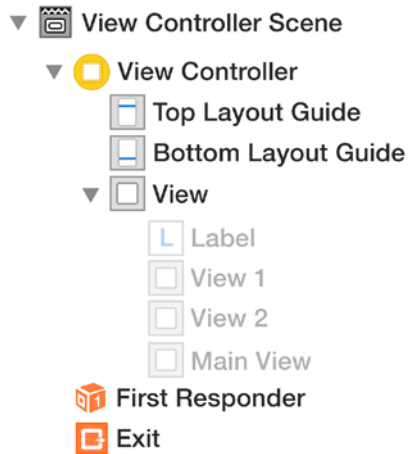 View Controller Scene
View Controller
Top Layout Guide
Bottom Layout Guide
View
L Label
View 1
View 2
Main View
1 First Responder
Exit